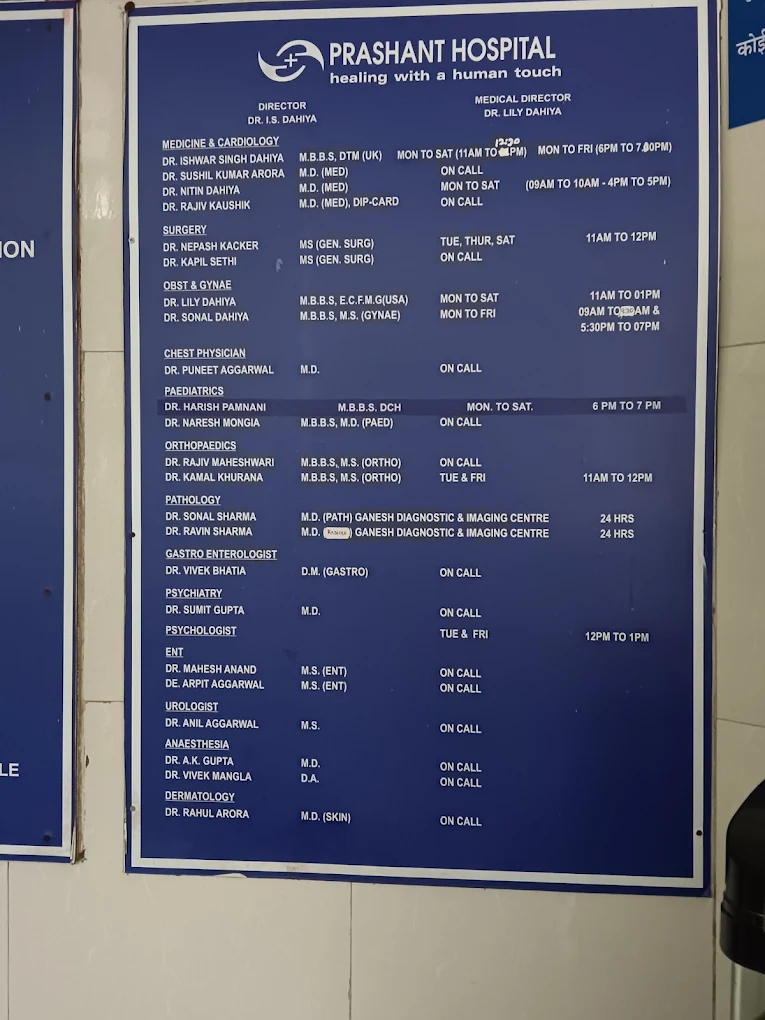 PRASHANT HOSPITAL
healing with a human touch
DIRECTOR
DR. I.S. DAHIYA
MEDICAL DIRECTOR
DR. LILY DAHIYA
MEDICINE & CARDIOLOGY
DR. ISHWAR SINGH DAHIYA M.B.B.S, DTM (UK) MON TO SAT (11AM TO 12:30 PM) MON TO FRI (6PM TO 7.00PM)
DR. SUSHIL KUMAR ARORA M.D. (MED) ON CALL
DR. NITIN DAHIYA M.D. (MED) MON TO SAT (09AM TO 10AM - 4PM TO 5PM)
DR. RAJIV KAUSHIK M.D. (MED), DIP-CARD ON CALL
SURGERY
DR. NEPASH KACKER MS (GEN. SURG) TUE, THUR, SAT 11AM TO 12PM
DR. KAPIL SETHI MS (GEN. SURG) ON CALL
OBST & GYNAE
DR. LILY DAHIYA M.B.B.S, E.C.F.M.G(USA) MON TO SAT 11AM TO 01PM
DR. SONAL DAHIYA M.B.B.S, M.S. (GYNAE) MON TO FRI 09AM TO AM &
5:30PM TO 07PM
CHEST PHYSICIAN
DR. PUNEET AGGARWAL M.D. ON CALL
PAEDIATRICS
DR. HARISH PAMNANI M.B.B.S. DCH MON. TO SAT. 6 PM TO 7 PM
DR. NARESH MONGIA M.B.B.S, M.D. (PAED) ON CALL
ORTHOPAEDICS
DR. RAJIV MAHESHWARI M.B.B.S, M.S. (ORTHO) ON CALL
DR. KAMAL KHURANA M.B.B.S, M.S. (ORTHO) TUE & FRI 11AM TO 12PM
PATHOLOGY
DR. SONAL SHARMA M.D. (PATH) GANESH DIAGNOSTIC & IMAGING CENTRE 24 HRS
DR. RAVIN SHARMA M.D. ) GANESH DIAGNOSTIC & IMAGING CENTRE 24 HRS
GASTRO ENTEROLOGIST
DR. VIVEK BHATIA D.M. (GASTRO) ON CALL
PSYCHIATRY
DR. SUMIT GUPTA M.D. ON CALL
PSYCHOLOGIST TUE & FRI 12PM TO 1PM
ENT
DR. MAHESH ANAND M.S. (ENT) ON CALL
DE. ARPIT AGGARWAL M.S. (ENT) ON CALL
UROLOGIST
DR. ANIL AGGARWAL M.S. ON CALL
ANAESTHESIA
DR. A.K. GUPTA M.D. ON CALL
DR. VIVEK MANGLA D.A. ON CALL
DERMATOLOGY
DR. RAHUL ARORA M.D. (SKIN) ON CALL
ION
LE
कोई